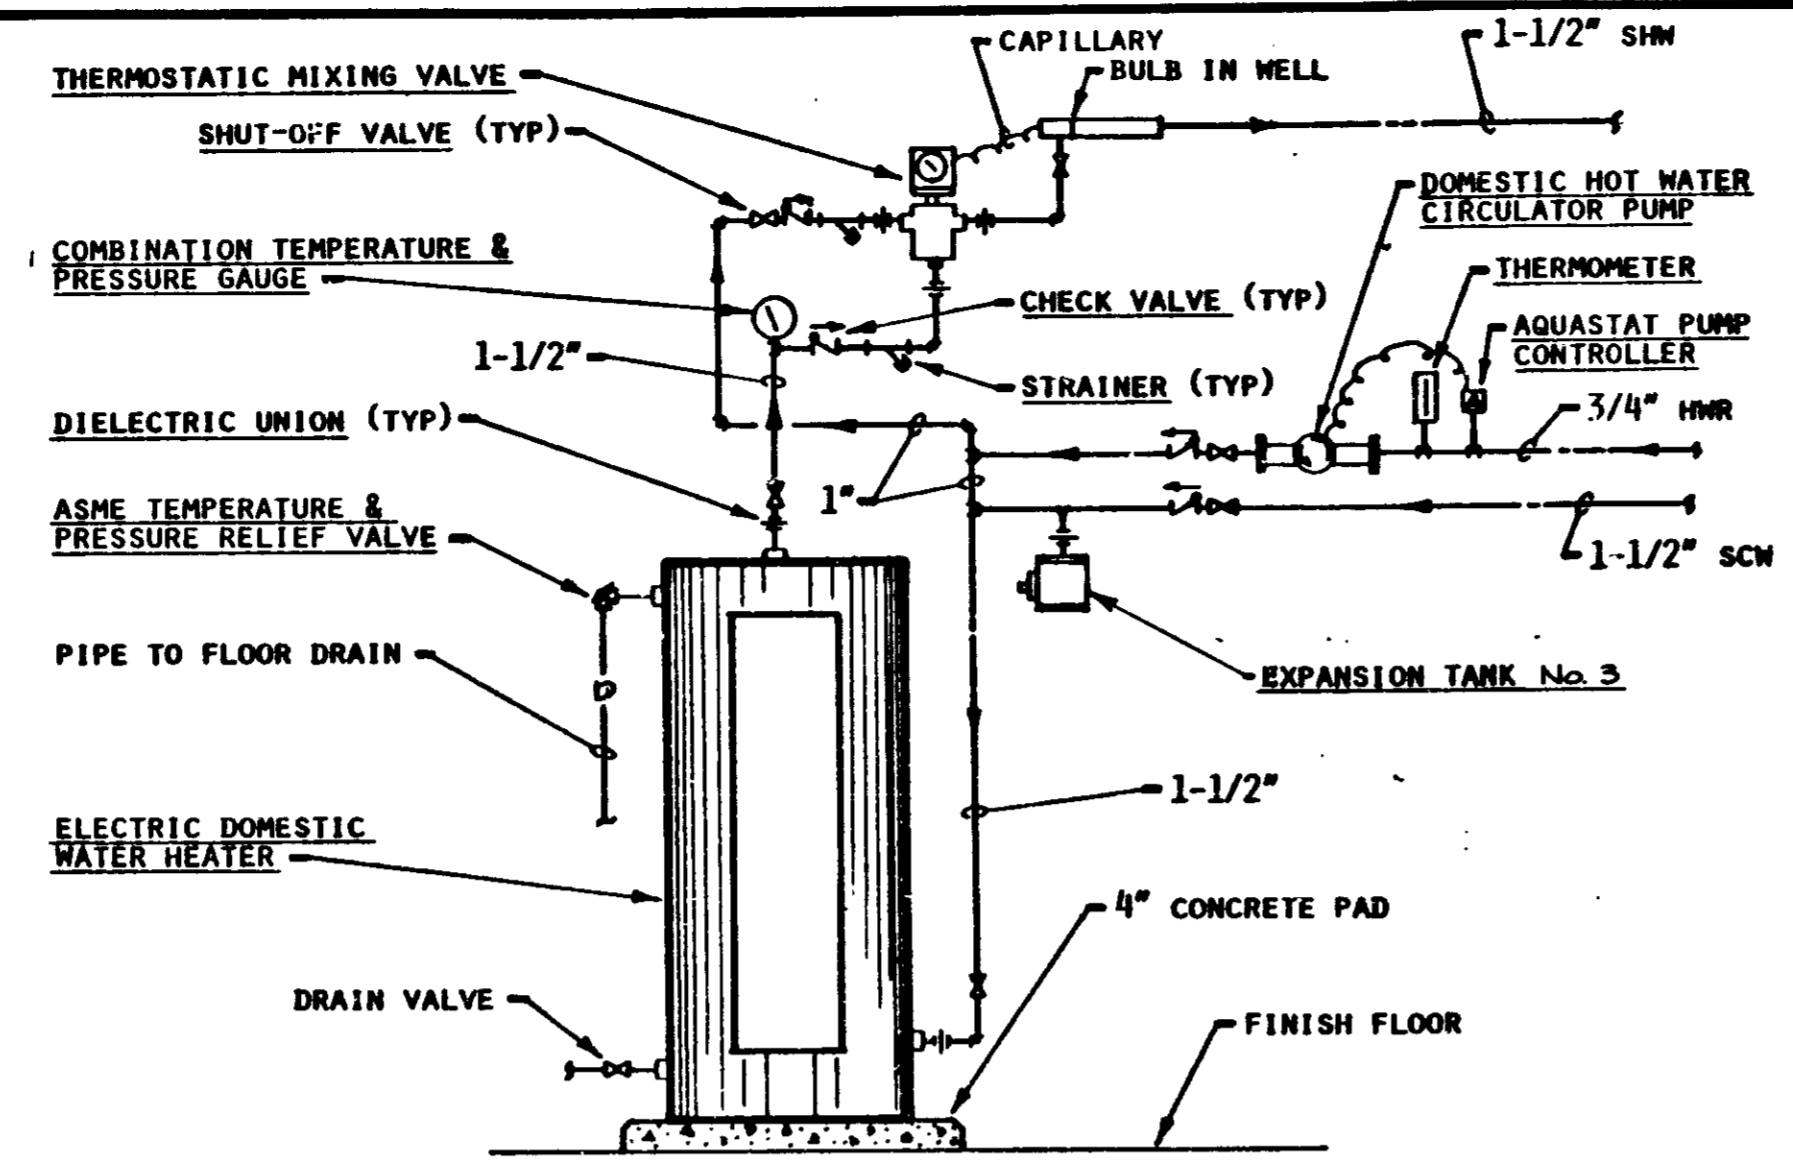 CAPILLARY
1-1/2" SHW
THERMOSTATIC MIXING VALVE
BULB IN WELL
SHUT-OFF VALVE (TYP)
DOMESTIC HOT WATER
CIRCULATOR PUMP
COMBINATION TEMPERATURE &
PRESSURE GAUGE
THERMOMETER
CHECK VALVE (TYP)
AQUASTAT PUMP
CONTROLLER
1-1/2"
STRAINER (TYP)
3/4" HWR
DIELECTRIC UNION (TYP)
1"
ASME TEMPERATURE &
PRESSURE RELIEF VALVE
1-1/2" SCW
PIPE TO FLOOR DRAIN
EXPANSION TANK No. 3
D
1-1/2"
ELECTRIC DOMESTIC
WATER HEATER
4" CONCRETE PAD
DRAIN VALVE
FINISH FLOOR